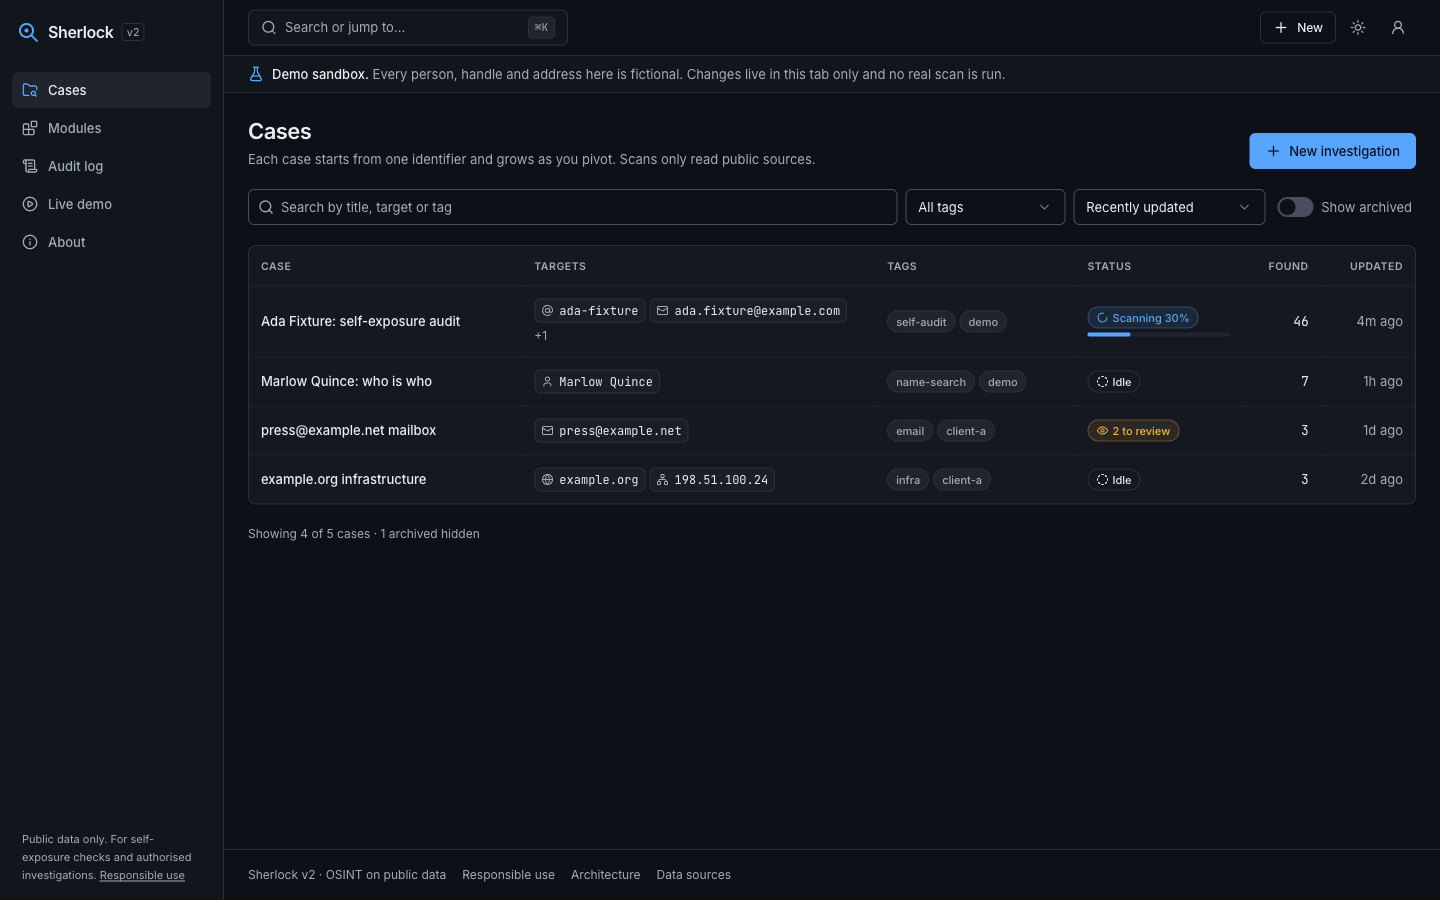 Sherlock v2
Search or jump to... ⌘K
New
Demo sandbox. Every person, handle and address here is fictional. Changes live in this tab only and no real scan is run.
Cases
Modules
Audit log
Live demo
About
Cases
Each case starts from one identifier and grows as you pivot. Scans only read public sources.
New investigation
Search by title, target or tag
All tags
Recently updated
Show archived
CASE TARGETS TAGS STATUS FOUND UPDATED
Ada Fixture: self-exposure audit ada-fixture ada.fixture@example.com +1 self-audit demo Scanning 30% 46 4m ago
Marlow Quince: who is who Marlow Quince name-search demo Idle 7 1h ago
press@example.net mailbox press@example.net email client-a 2 to review 3 1d ago
example.org infrastructure example.org 198.51.100.24 infra client-a Idle 3 2d ago
Showing 4 of 5 cases · 1 archived hidden
Public data only. For self-
exposure checks and authorised
investigations. Responsible use
Sherlock v2 · OSINT on public data Responsible use Architecture Data sources